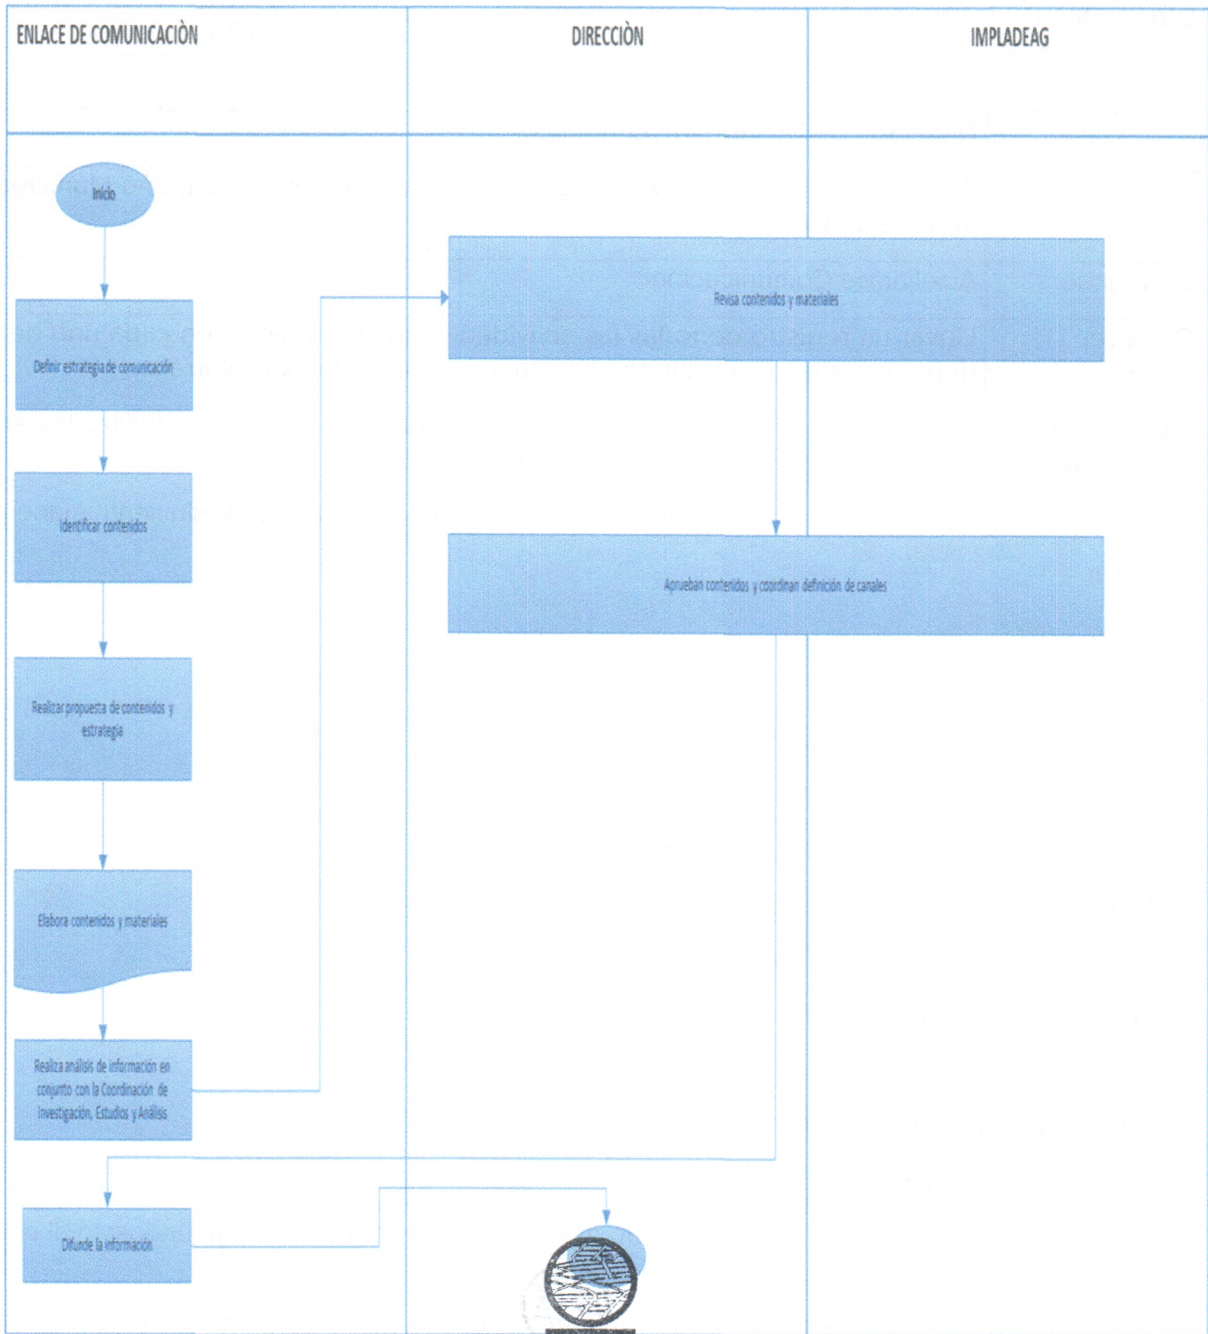 ENLACE DE COMUNICACIÒN
DIRECCIÒN
IMPLADEAG
Inicio
Definir estrategia de comunicación
Identificar contenidos
Realizar propuesta de contenidos y
estrategia
Elabora contenidos y materiales
Realiza análisis de información en
conjunto con la Coordinación de
Investigación, Estudios y Análisis
Revisa contenidos y materiales
Aprueban contenidos y coordinan definición de canales
Difunde la información